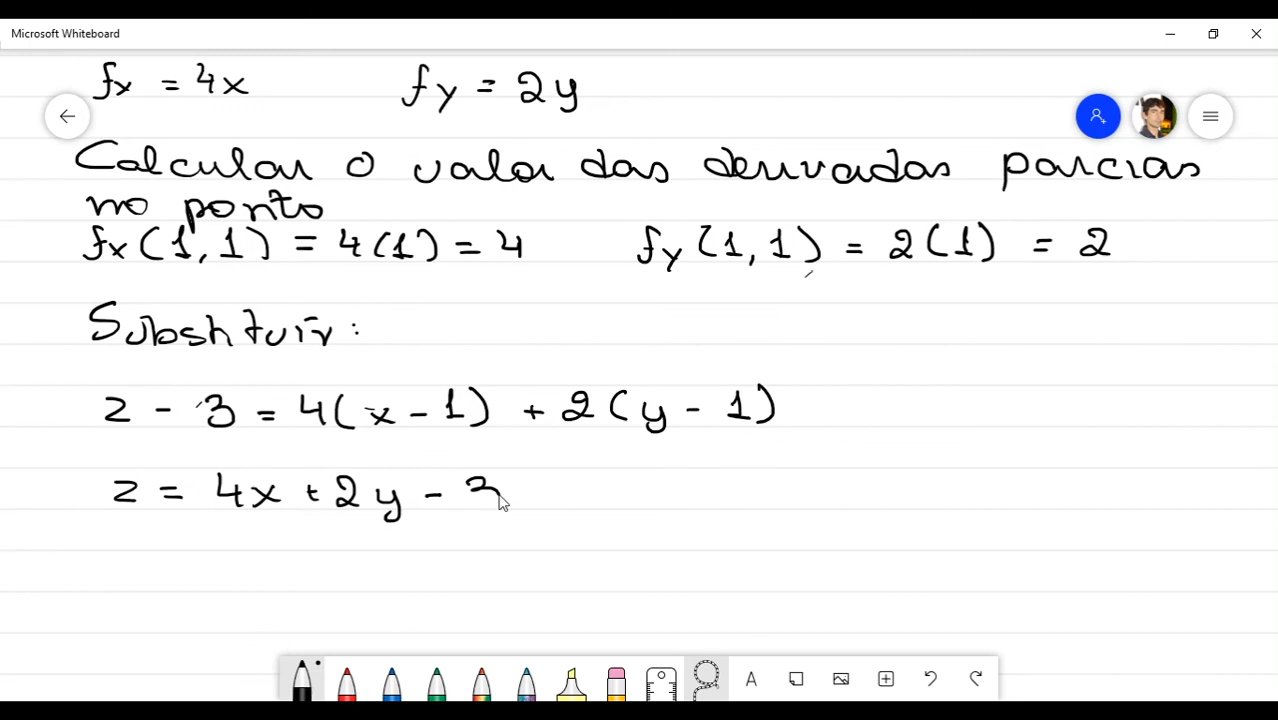 Microsoft Whiteboard
fx = 4x fy = 2y
Calcular o valor das derivadas parcias
no ponto
fx (1,1) = 4(1) = 4 fy (1,1) = 2(1) = 2
Substituir:
z - 3 = 4(x - 1) + 2(y - 1)
z = 4x + 2y - 3
A